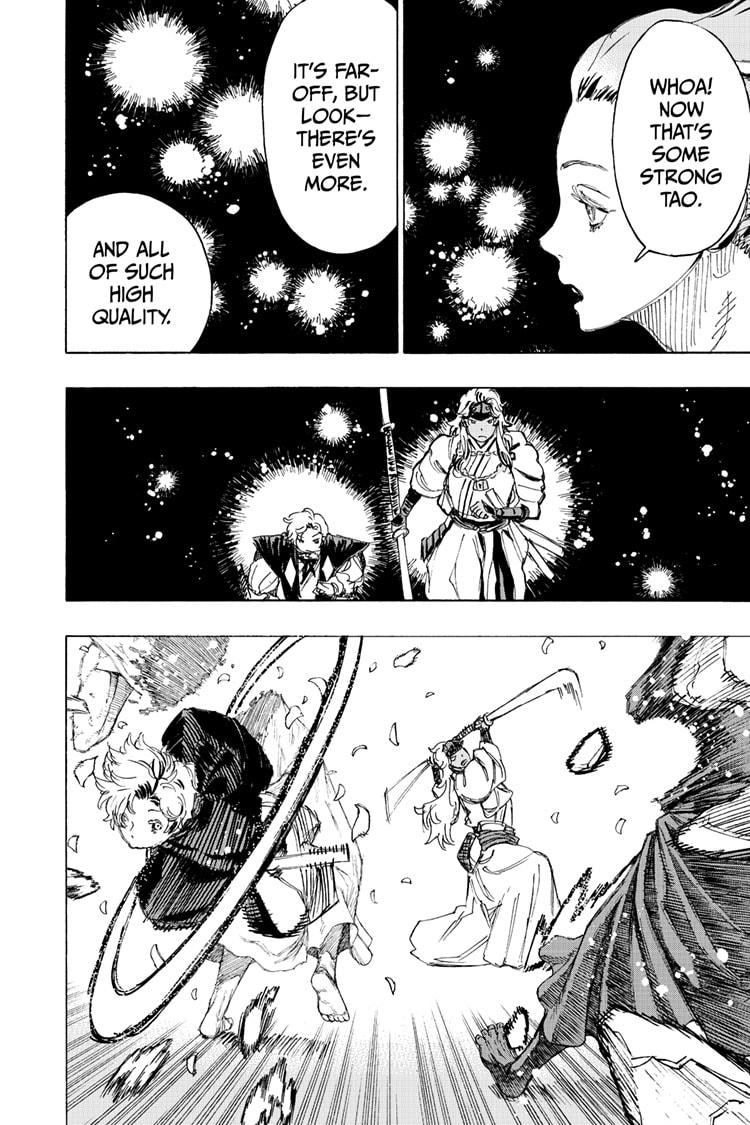 WHOA!
NOW
THAT'S
SOME
STRONG
TAO.
IT'S FAR-
OFF, BUT
LOOK—
THERE'S
EVEN
MORE.
AND ALL
OF SUCH
HIGH
QUALITY.